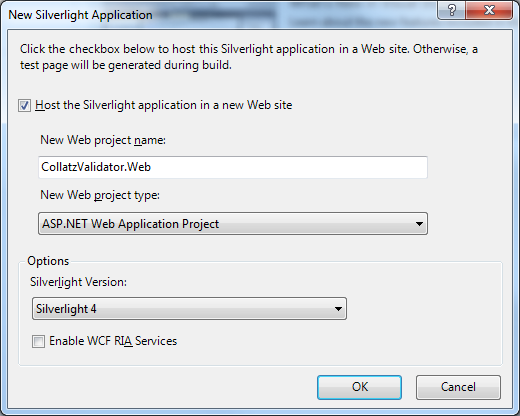 New Silverlight Application
Click the checkbox below to host this Silverlight application in a Web site. Otherwise, a
test page will be generated during build.
Host the Silverlight application in a new Web site
New Web project name:
CollatzValidator.Web
New Web project type:
ASP.NET Web Application Project
Options
Silverlight Version:
Silverlight 4
Enable WCF RIA Services
OK
Cancel